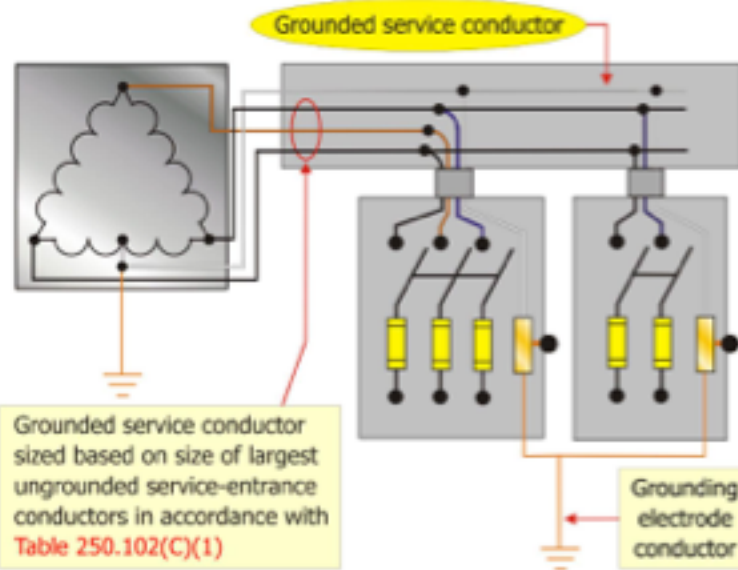 Grounded service conductor
Grounded service conductor
sized based on size of largest
ungrounded service-entrance
conductors in accordance with
Table 250.102(C)(1)
Grounding
electrode
conductor